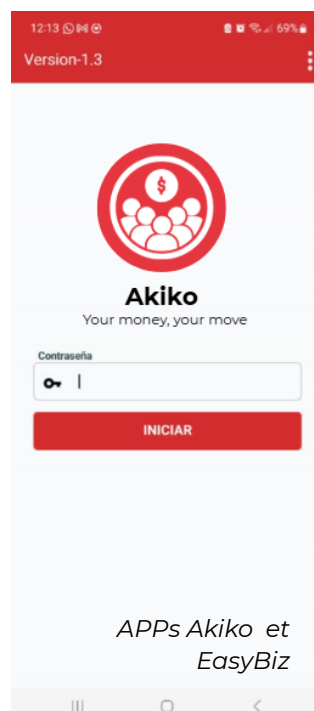 12:13 69%
Version-1.3
$
Akiko
Your money, your move
Contraseña
INICIAR
APPs Akiko et
EasyBiz